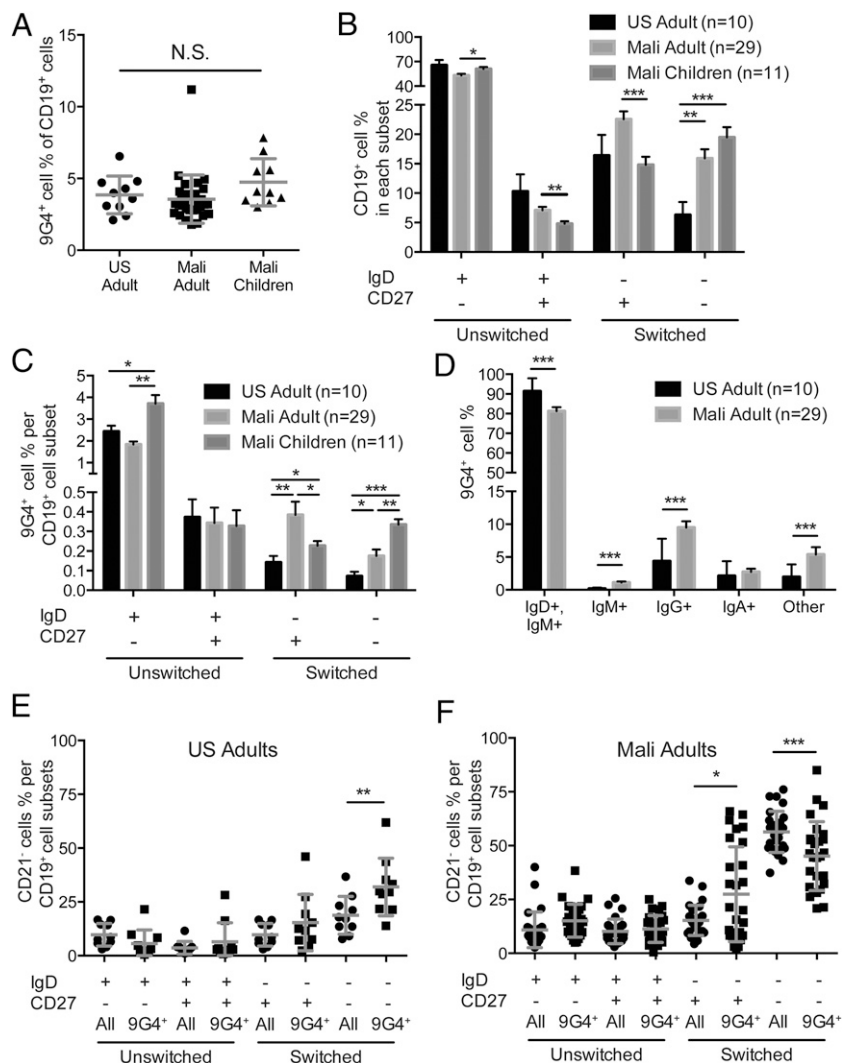 A
9G4+ cell % of CD19+ cells
15
10
5
0
N.S.
US Adult
Mali Adult
Mali Children
B
CD19+ cell %
in each subset
100
70
40
25
20
15
10
5
0
US Adult (n=10)
Mali Adult (n=29)
Mali Children (n=11)
*
**
***
**
***
IgD + + - -
CD27 - + + -
Unswitched Switched
C
9G4+ cell % per
CD19+ cell subset
5
4
3
2
1
0.5
0.4
0.3
0.2
0.1
0.0
US Adult (n=10)
Mali Adult (n=29)
Mali Children (n=11)
*
**
*
** *
***
* **
IgD + + - -
CD27 - + + -
Unswitched Switched
D
9G4+ cell %
100
90
80
70
60
50
40
30
15
10
5
0
US Adult (n=10)
Mali Adult (n=29)
***
***
***
***
IgD+, IgM+
IgM+
IgG+
IgA+
Other
E
US Adults
CD21- cells % per
CD19+ cell subsets
100
75
50
25
0
**
IgD + + + + - - - -
CD27 - - + + + + - -
All 9G4+ All 9G4+ All 9G4+ All 9G4+
Unswitched Switched
F
Mali Adults
CD21- cells % per
CD19+ cell subsets
100
75
50
25
0
*
***
IgD + + + + - - - -
CD27 - - + + + + - -
All 9G4+ All 9G4+ All 9G4+ All 9G4+
Unswitched Switched